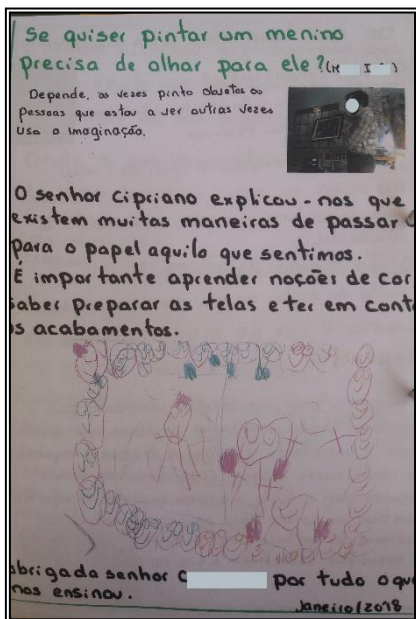 Se quiser pintar um menino
precisa de olhar para ele?
Depende, as vezes pinto objetos ou
pessoas que estou a ver outras vezes
uso a imaginação.
O senhor Cipriano explicou-nos que
existem muitas maneiras de passar
para o papel aquilo que sentimos.
É importante aprender noções de cor
saber preparar as telas e ter em cont
s acabamentos.
obrigada senhor C por tudo o qu
nos ensinou.
Janeiro/2018